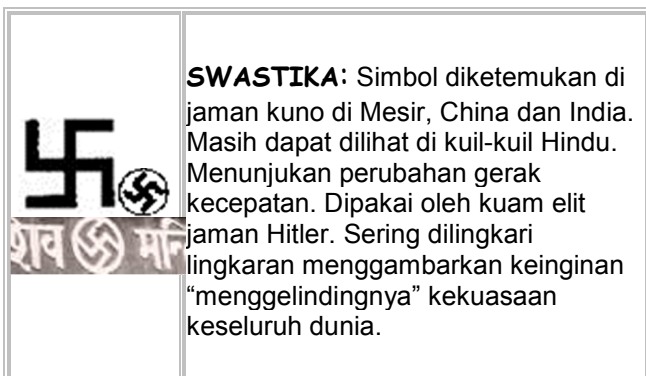 SWASTIKA: Simbol diketemukan di
jaman kuno di Mesir, China dan India.
Masih dapat dilihat di kuil-kuil Hindu.
Menunjukan perubahan gerak
kecepatan. Dipakai oleh kuam elit
jaman Hitler. Sering dilingkari
lingkaran menggambarkan keinginan
“menggelindingnya” kekuasaan
keseluruh dunia.